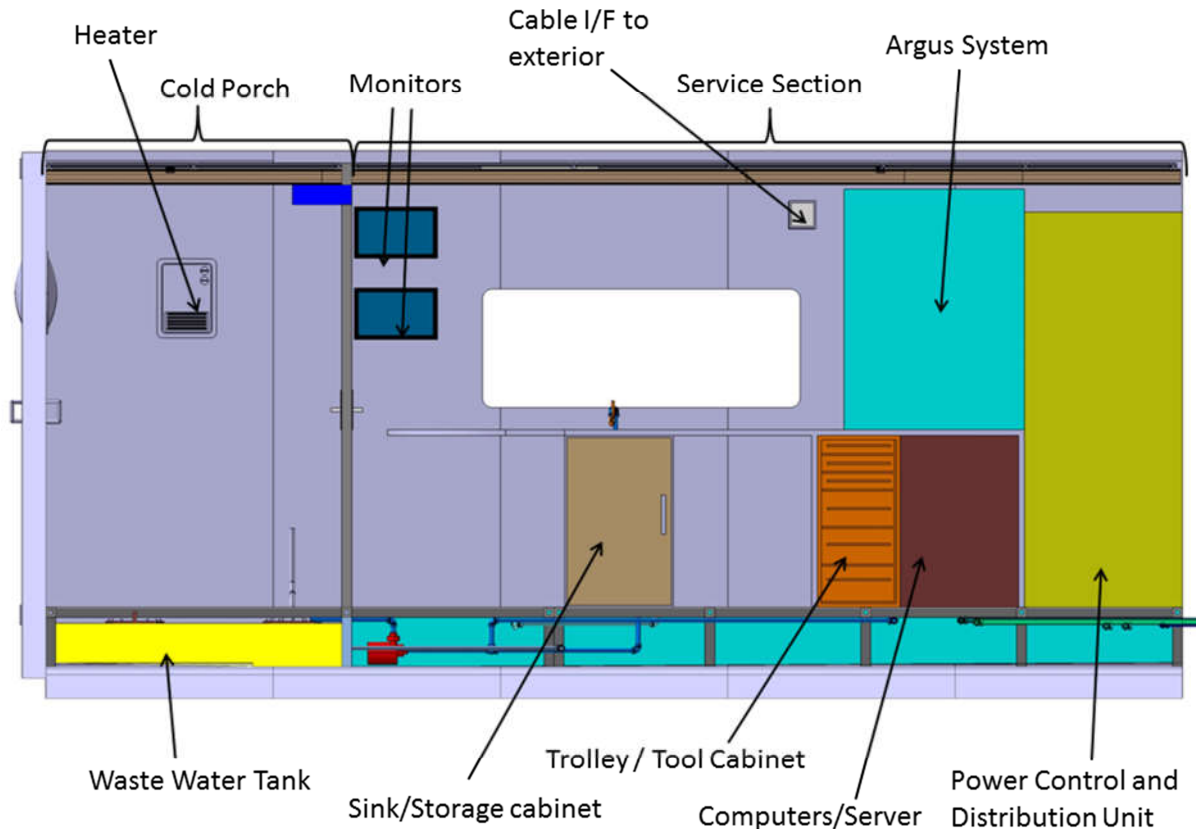 Heater
Cold Porch
Monitors
Cable I/F to
exterior
Service Section
Argus System
Waste Water Tank
Sink/Storage cabinet
Trolley / Tool Cabinet
Computers/Server
Power Control and
Distribution Unit